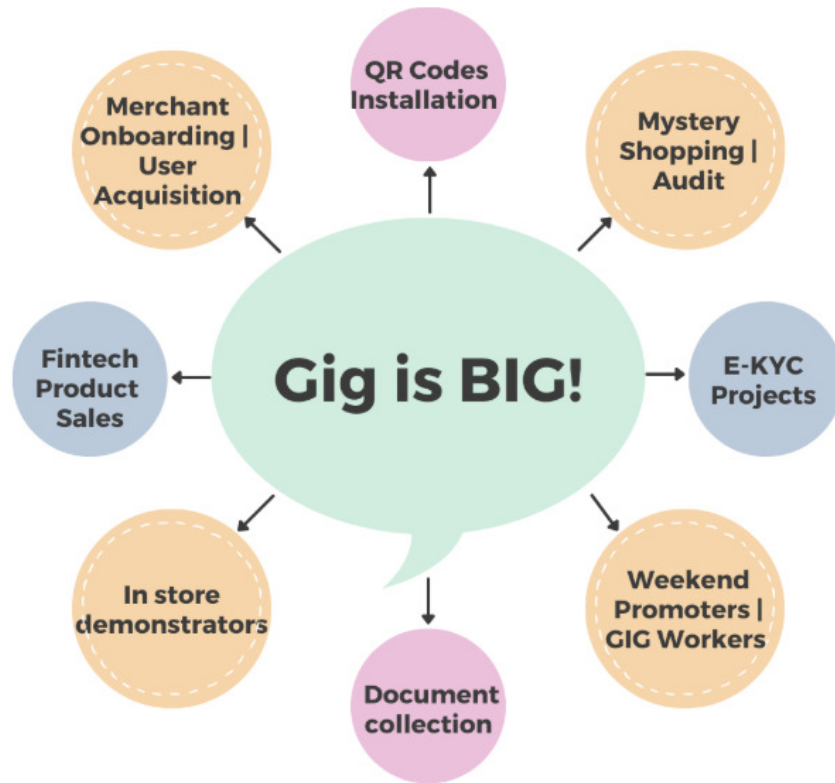 QR Codes
Installation
Merchant
Onboarding |
User
Acquisition
Mystery
Shopping |
Audit
Fintech
Product
Sales
Gig is BIG!
E-KYC
Projects
In store
demonstrators
Weekend
Promoters |
GIG Workers
Document
collection